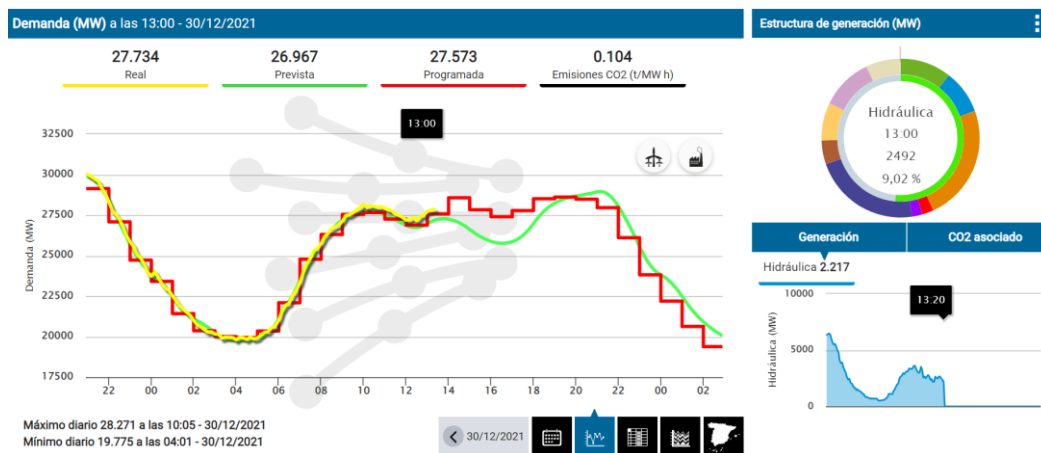 Demanda (MW) a las 13:00 - 30/12/2021
27.734 26.967 27.573 0.104
Real Prevista Programada Emisiones CO2 (t/MW h)
13:00
Demanda (MW)
32500
30000
27500
25000
22500
20000
17500
22 00 02 04 06 08 10 12 14 16 18 20 22 00 02
Máximo diario 28.271 a las 10:05 - 30/12/2021
Mínimo diario 19.775 a las 04:01 - 30/12/2021
30/12/2021
Estructura de generación (MW)
Hidráulica
13:00
2492
9,02 %
Generación CO2 asociado
Hidráulica 2.217
13:20
Hidráulica (MW)
10000
5000
0